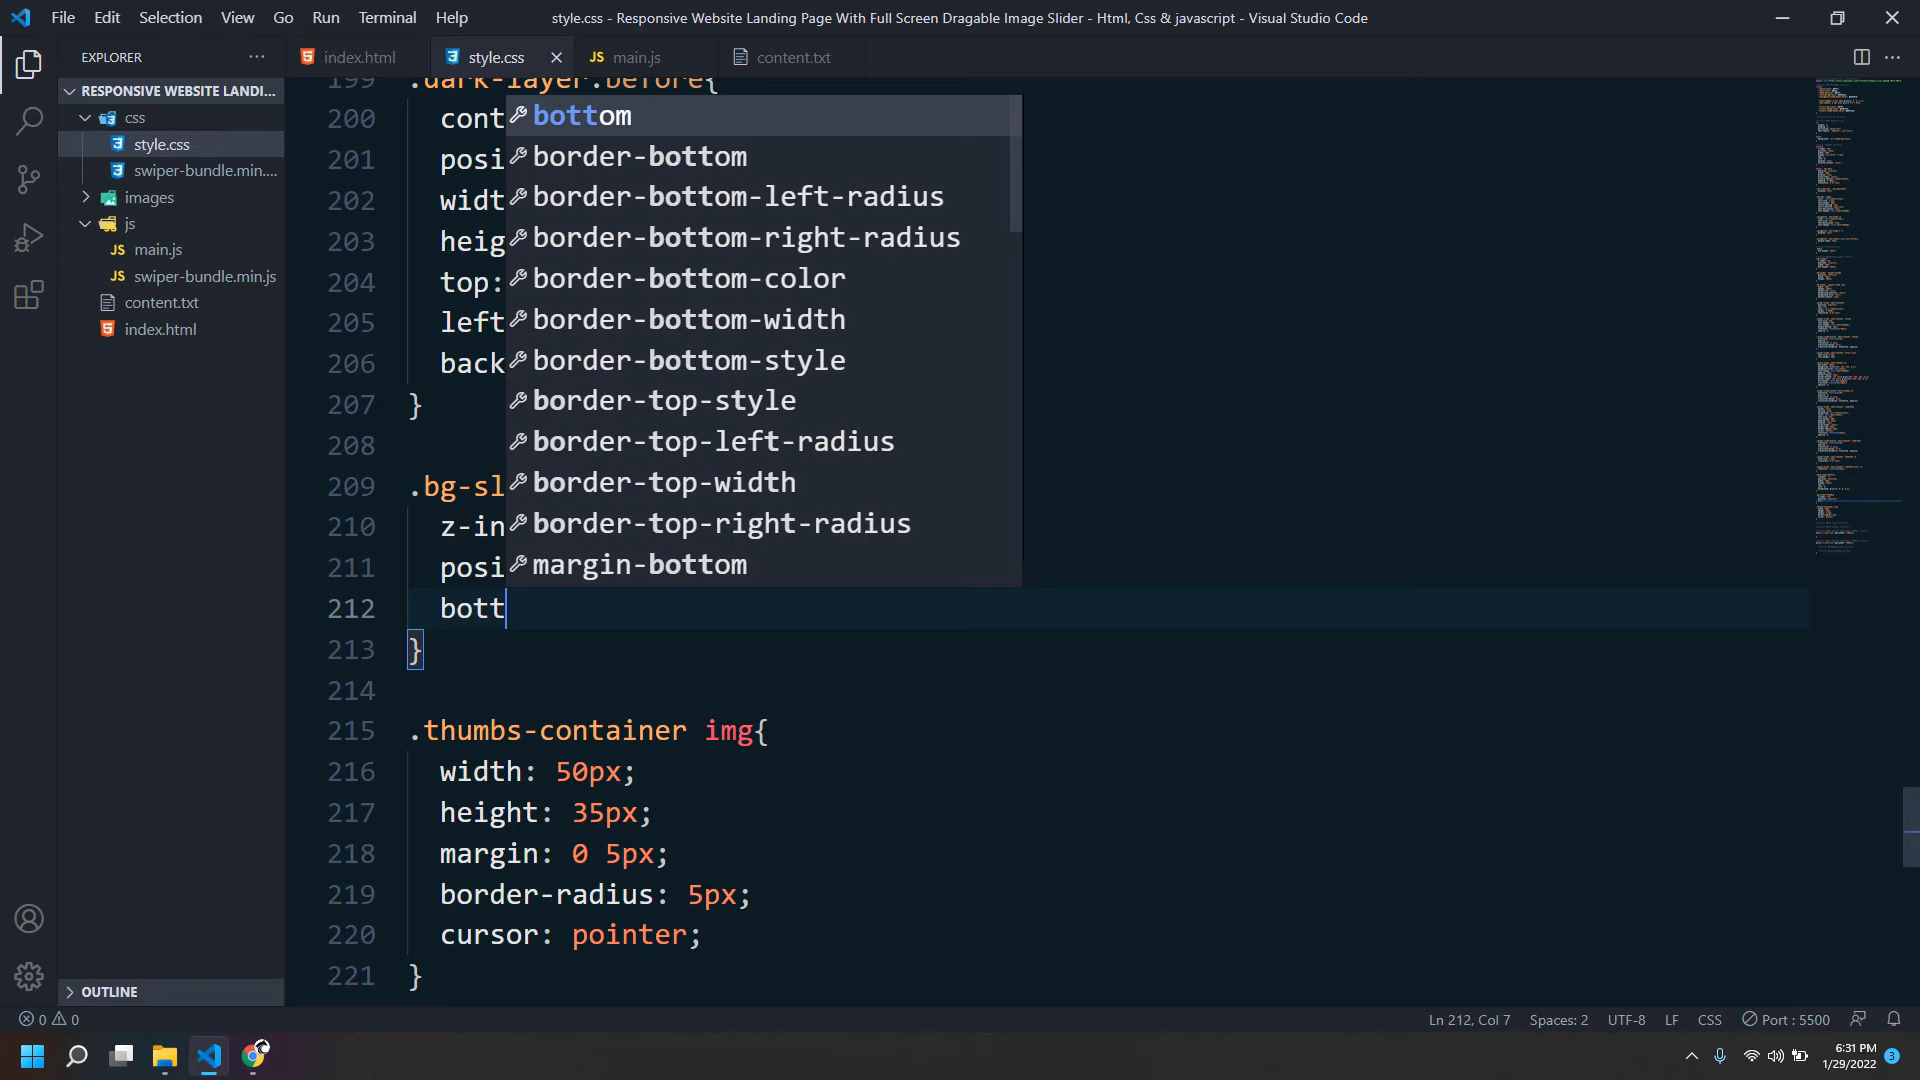 File Edit Selection View Go Run Terminal Help
style.css - Responsive Website Landing Page With Full Screen Dragable Image Slider - Html, Css & javascript - Visual Studio Code
EXPLORER
index.html
style.css
JS main.js
content.txt
RESPONSIVE WEBSITE LANDI...
css
style.css
swiper-bundle.min....
images
js
JS main.js
JS swiper-bundle.min.js
content.txt
index.html
OUTLINE
199 .dark-layer:before{
200 cont
201 posi
202 widt
203 heig
204 top:
205 left
206 back
207 }
208
209 .bg-sl
210 z-in
211 posi
212 bott
213 }
214
215 .thumbs-container img{
216 width: 50px;
217 height: 35px;
218 margin: 0 5px;
219 border-radius: 5px;
220 cursor: pointer;
221 }
bottom
border-bottom
border-bottom-left-radius
border-bottom-right-radius
border-bottom-color
border-bottom-width
border-bottom-style
border-top-style
border-top-left-radius
border-top-width
border-top-right-radius
margin-bottom
0 0
Ln 212, Col 7 Spaces: 2 UTF-8 LF CSS Port : 5500
6:31 PM
1/29/2022
3